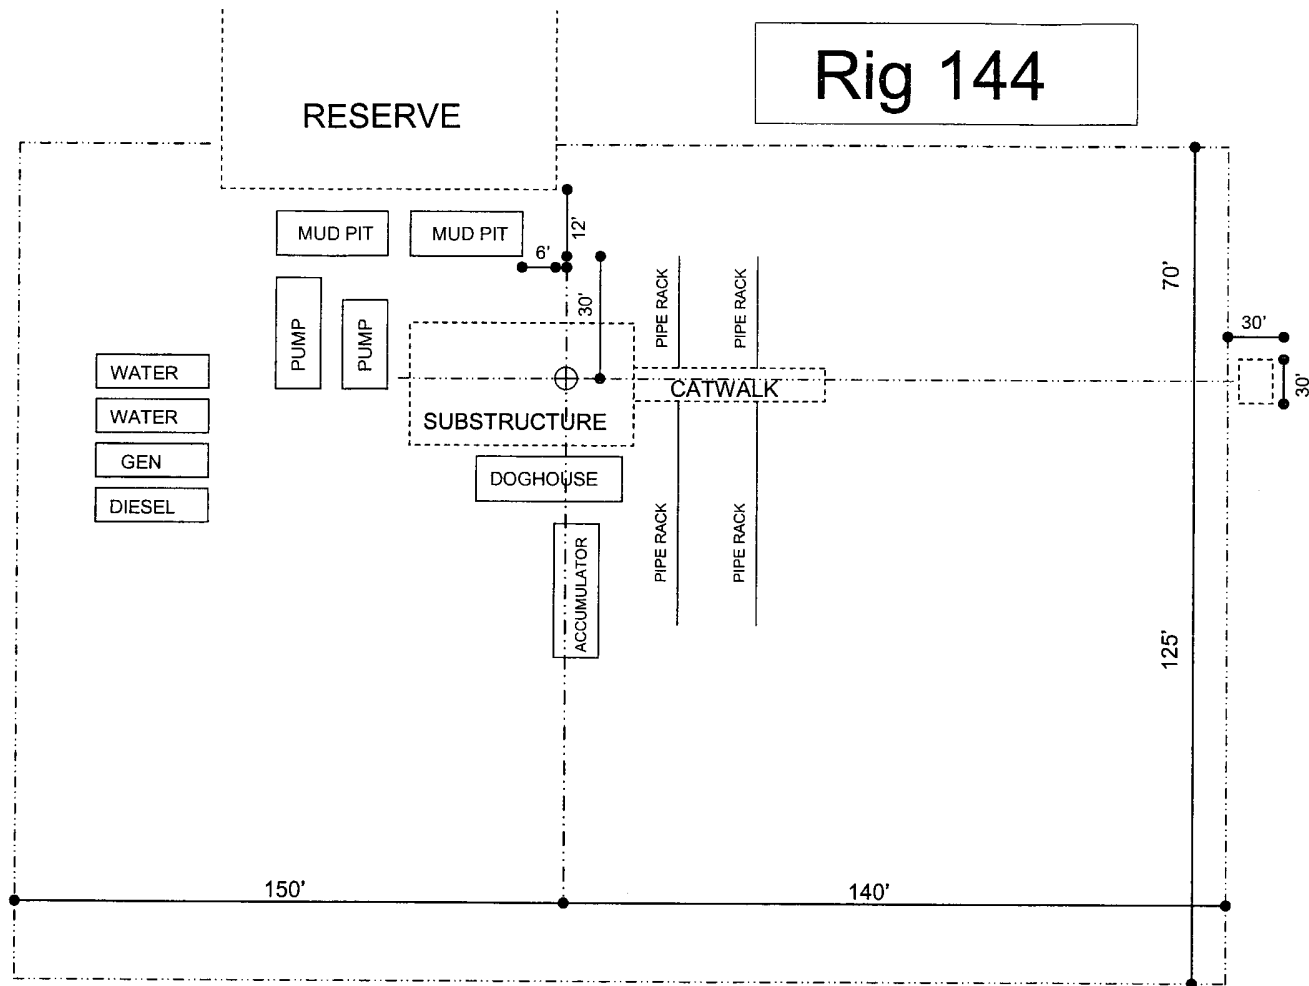 Rig 144
RESERVE
MUD PIT
MUD PIT
12'
6'
30'
PIPE RACK
PIPE RACK
70'
30'
30'
PUMP
PUMP
WATER
WATER
GEN
DIESEL
CATWALK
SUBSTRUCTURE
DOGHOUSE
ACCUMULATOR
PIPE RACK
PIPE RACK
125'
150'
140'